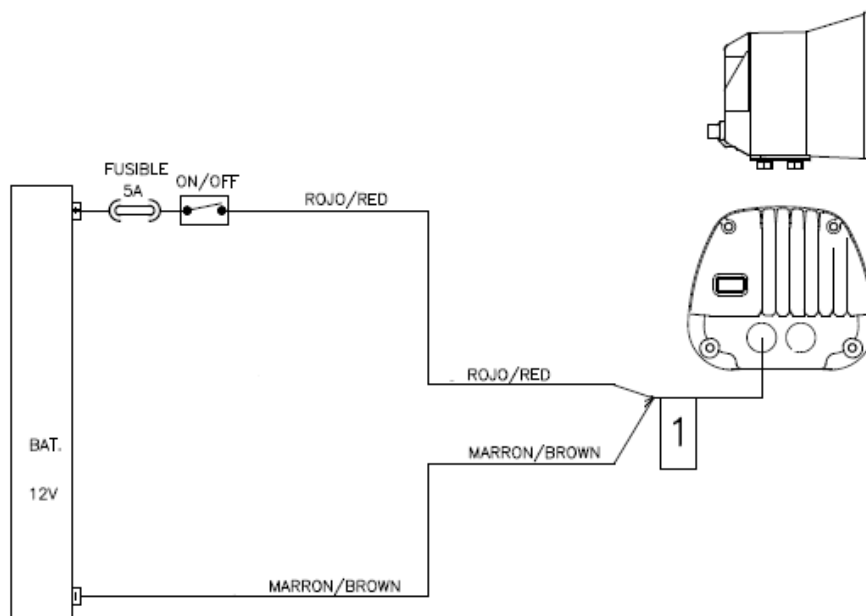 FUSIBLE
5A
ON/OFF
ROJO/RED
ROJO/RED
1
MARRON/BROWN
BAT.
12V
MARRON/BROWN